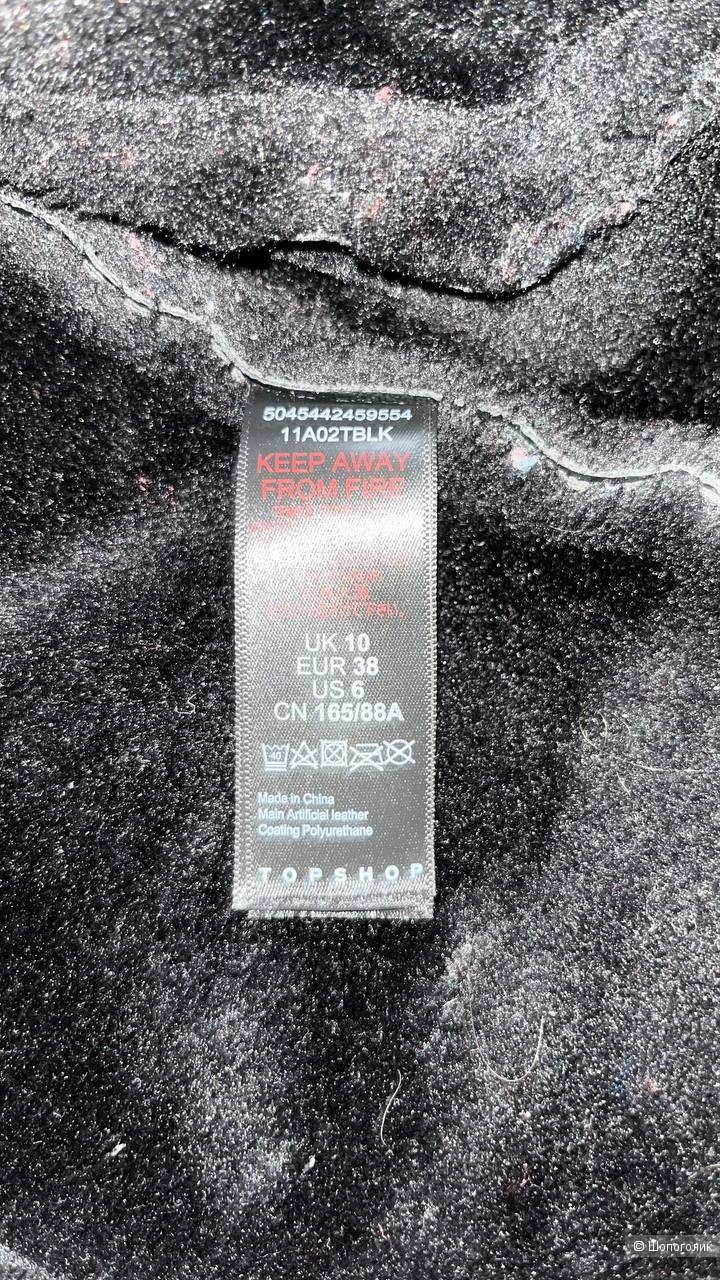 5045442459554
11A02TBLK
KEEP AWAY
FROM FIRE
UK 10
EUR 38
US 6
CN 165/88A
40
Made in China
Main Artificial leather
Coating Polyurethane
TOPSHOP
© Шопоголик